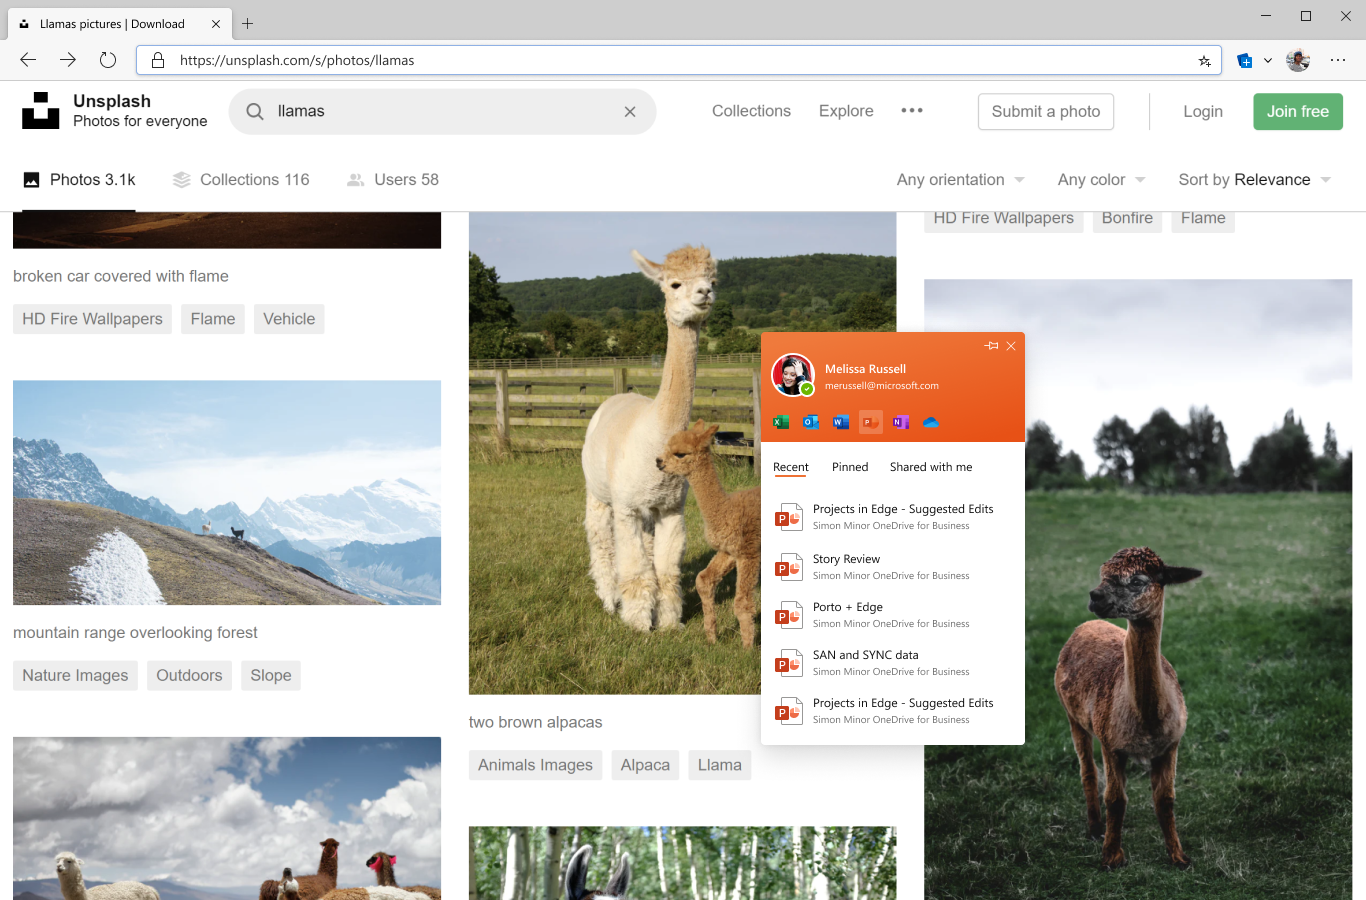 Llamas pictures | Download
https://unsplash.com/s/photos/llamas
Unsplash
Photos for everyone
llamas
Collections
Explore
Submit a photo
Login
Join free
Photos 3.1k
Collections 116
Users 58
Any orientation
Any color
Sort by Relevance
broken car covered with flame
HD Fire Wallpapers
Flame
Vehicle
mountain range overlooking forest
Nature Images
Outdoors
Slope
two brown alpacas
Animals Images
Alpaca
Llama
HD Fire Wallpapers
Bonfire
Flame
Melissa Russell
merussell@microsoft.com
X
O
W
P
N
Recent
Pinned
Shared with me
P
Projects in Edge - Suggested Edits
Simon Minor OneDrive for Business
P
Story Review
Simon Minor OneDrive for Business
P
Porto + Edge
Simon Minor OneDrive for Business
P
SAN and SYNC data
Simon Minor OneDrive for Business
P
Projects in Edge - Suggested Edits
Simon Minor OneDrive for Business